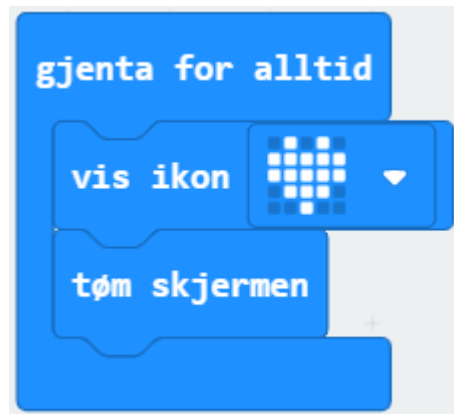 gjenta for alltid
vis ikon
tøm skjermen